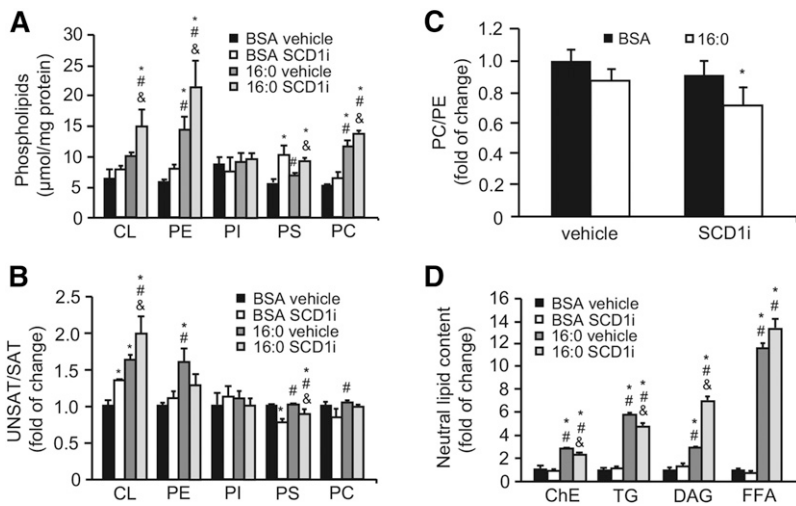 A
Phospholipids
(µmol/mg protein)
30
25
20
15
10
5
0
BSA vehicle
BSA SCD1i
16:0 vehicle
16:0 SCD1i
*
#
&
*
#
*
#
&
*
#
*
&
*
#
*
#
&
CL PE PI PS PC
B
UNSAT/SAT
(fold of change)
2.5
2.0
1.5
1.0
0.5
0
BSA vehicle
BSA SCD1i
16:0 vehicle
16:0 SCD1i
*
*
*
#
&
*
#
*
#
*
#
&
#
CL PE PI PS PC
C
PC/PE
(fold of change)
1.2
1.0
0.8
0.6
0.4
0.2
0
BSA 16:0
*
vehicle SCD1i
D
Neutral lipid content
(fold of change)
16
14
12
10
8
6
4
2
0
BSA vehicle
BSA SCD1i
16:0 vehicle
16:0 SCD1i
*
#
*
#
&
*
#
*
#
&
*
#
*
#
&
*
#
*
#
ChE TG DAG FFA